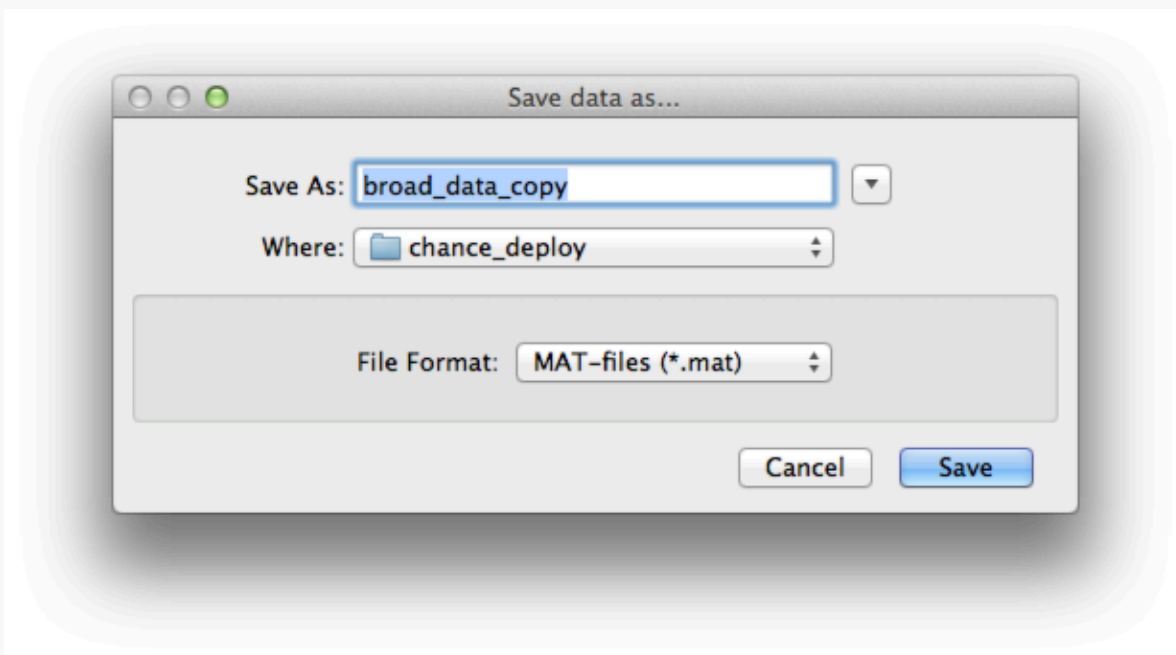 Save data as...
Save As: broad_data_copy
Where: chance_deploy
File Format: MAT-files (*.mat)
Cancel Save